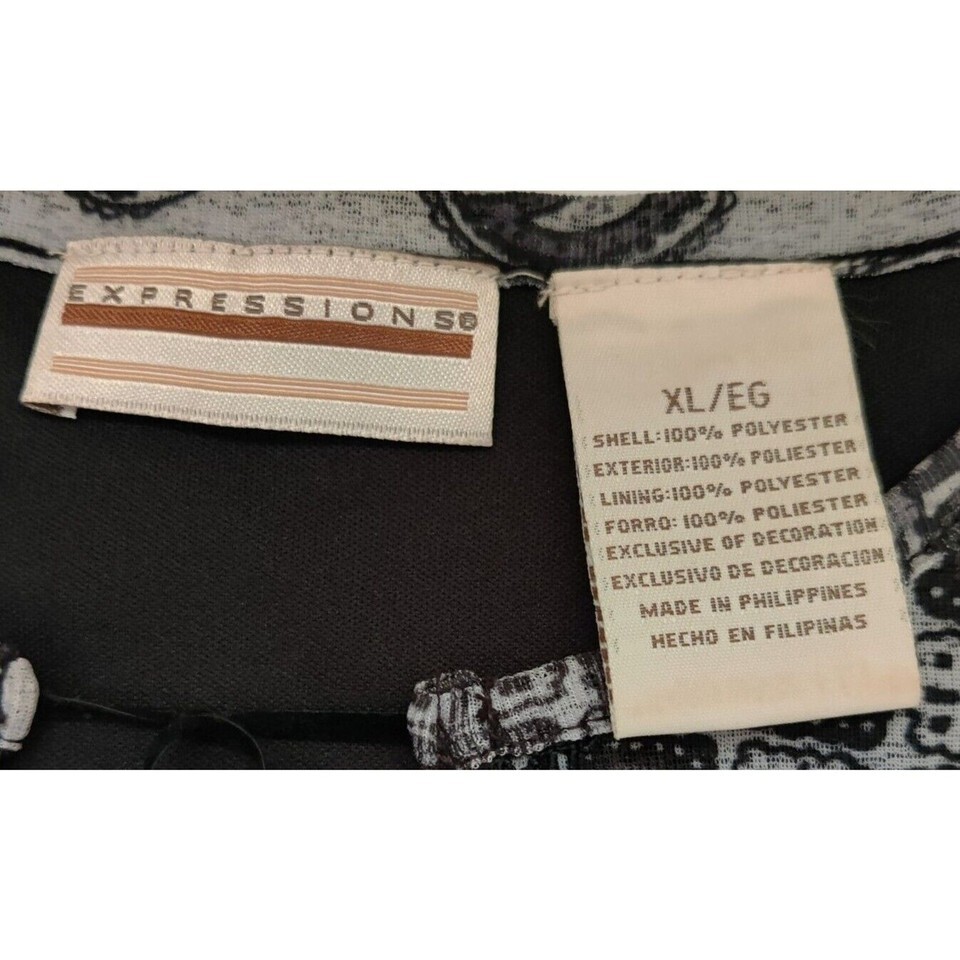 EXPRESSIONS®
XL/EG
SHELL:100% POLYESTER
EXTERIOR:100% POLIESTER
LINING:100% POLYESTER
FORRO: 100% POLIESTER
EXCLUSIVE OF DECORATION
EXCLUSIVO DE DECORACION
MADE IN PHILIPPINES
HECHO EN FILIPINAS